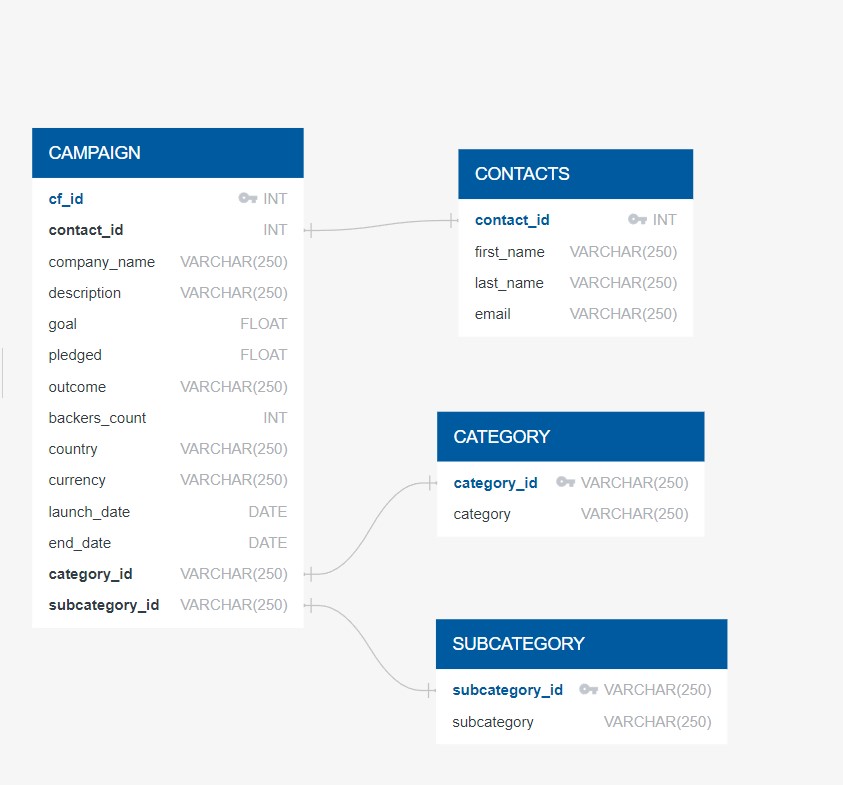 CAMPAIGN
cf_id INT
contact_id INT
company_name VARCHAR(250)
description VARCHAR(250)
goal FLOAT
pledged FLOAT
outcome VARCHAR(250)
backers_count INT
country VARCHAR(250)
currency VARCHAR(250)
launch_date DATE
end_date DATE
category_id VARCHAR(250)
subcategory_id VARCHAR(250)
CONTACTS
contact_id INT
first_name VARCHAR(250)
last_name VARCHAR(250)
email VARCHAR(250)
CATEGORY
category_id VARCHAR(250)
category VARCHAR(250)
SUBCATEGORY
subcategory_id VARCHAR(250)
subcategory VARCHAR(250)